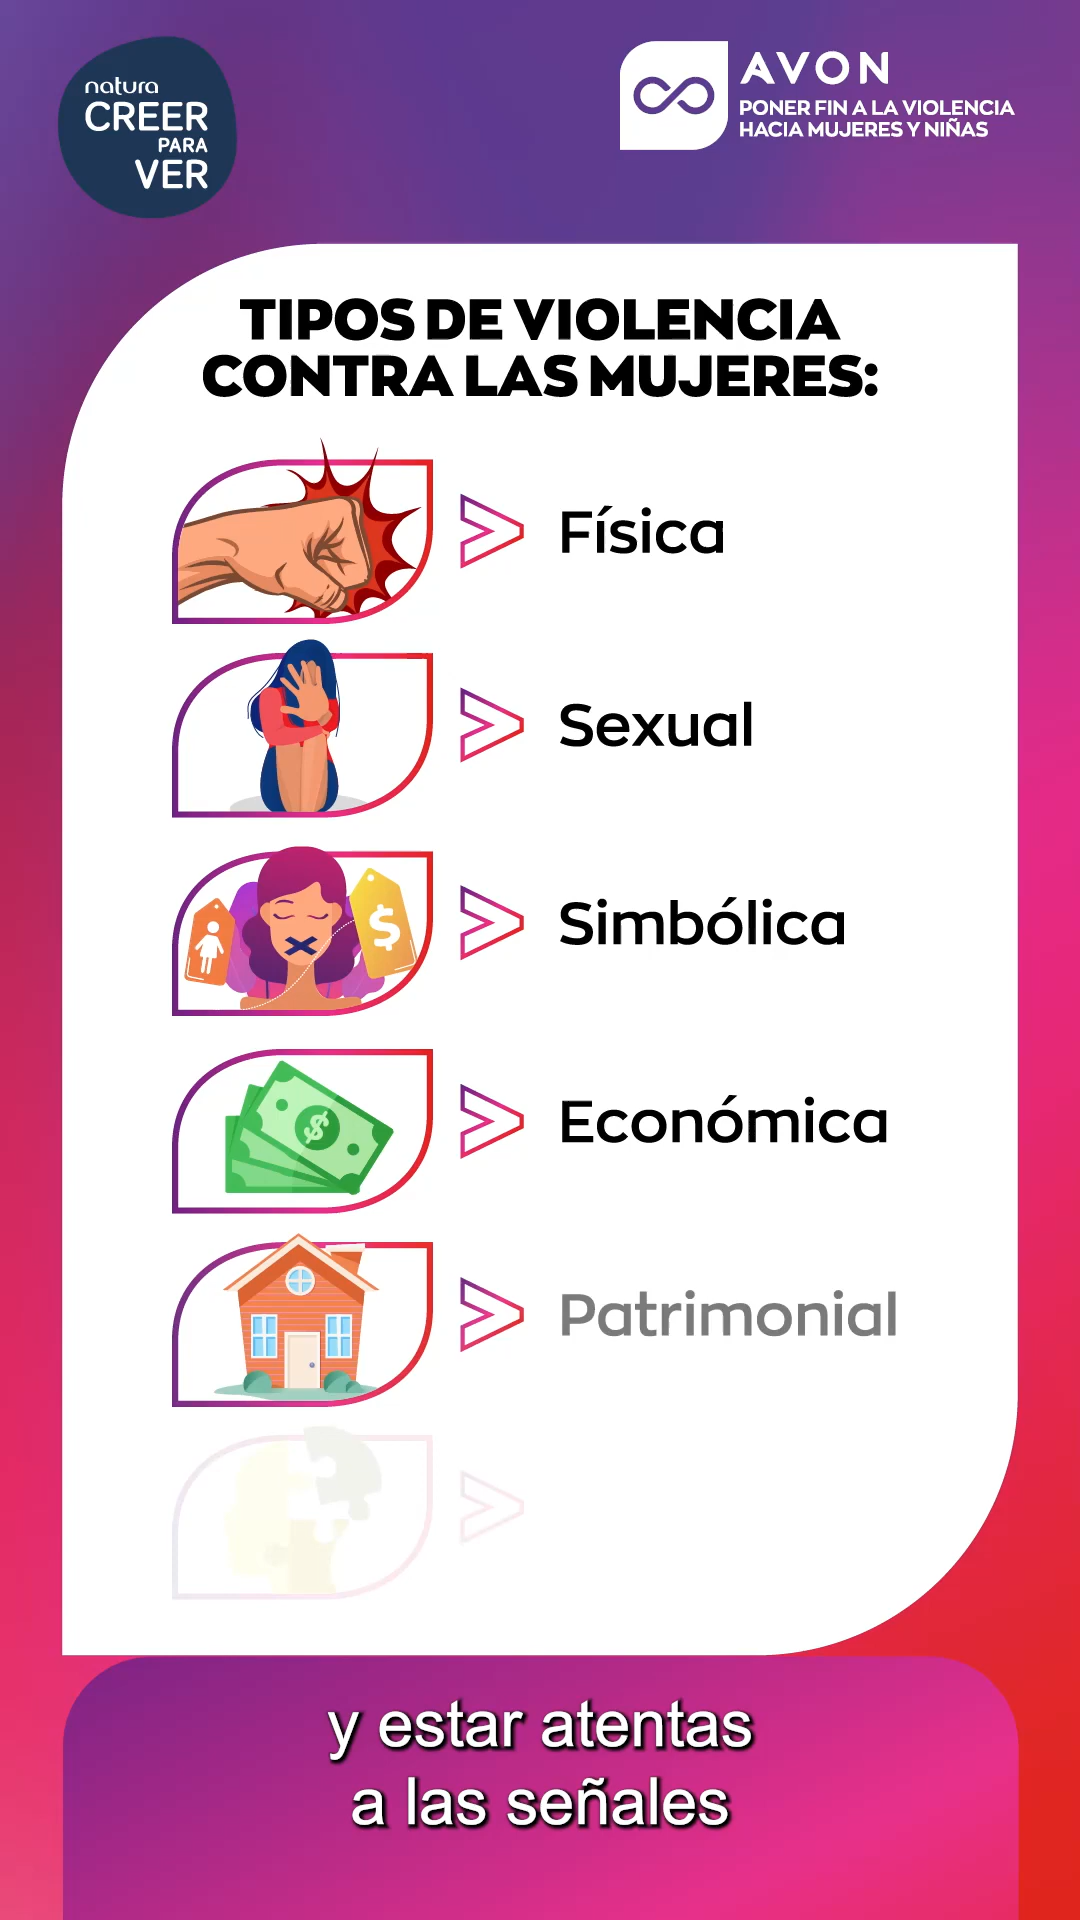 natura
CREER
PARA
VER
AVON
PONER FIN A LA VIOLENCIA
HACIA MUJERES Y NIÑAS
TIPOS DE VIOLENCIA
CONTRA LAS MUJERES:
Física
Sexual
$
Simbólica
$
Económica
Patrimonial
y estar atentas
a las señales